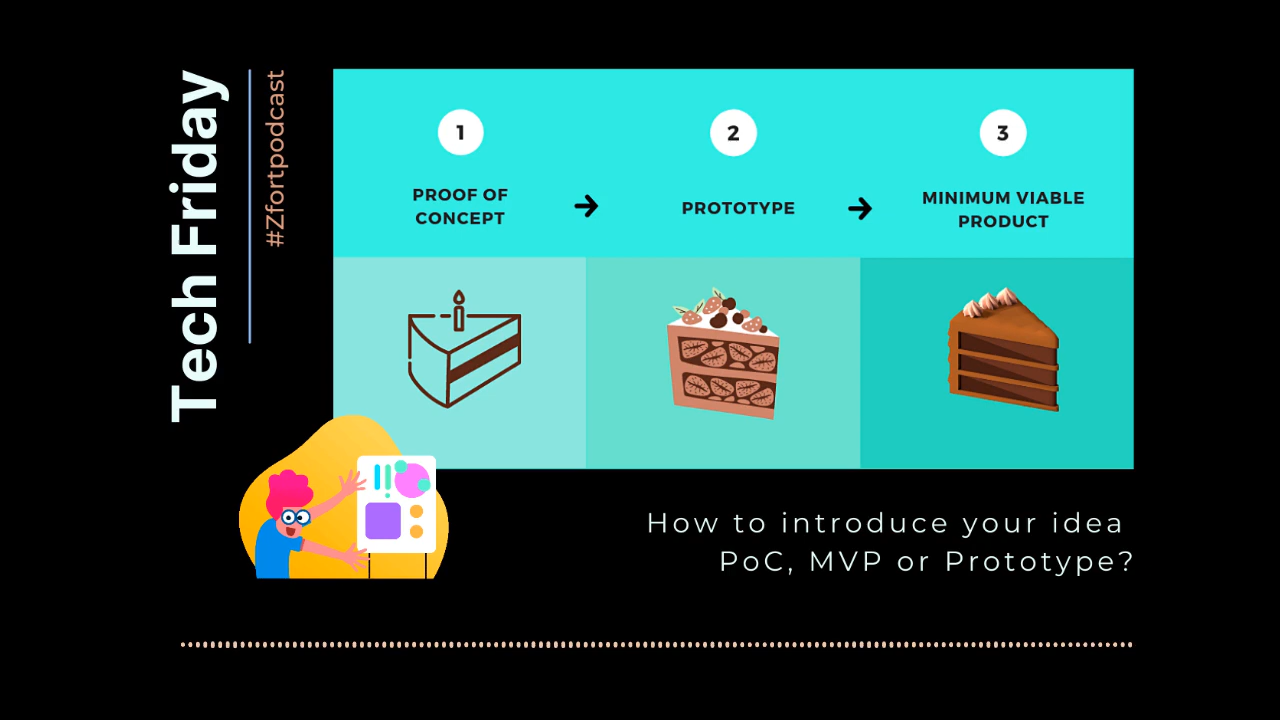 Tech Friday
#Zfortpodcast
1
2
3
PROOF OF
CONCEPT
PROTOTYPE
MINIMUM VIABLE
PRODUCT
How to introduce your idea
PoC, MVP or Prototype?